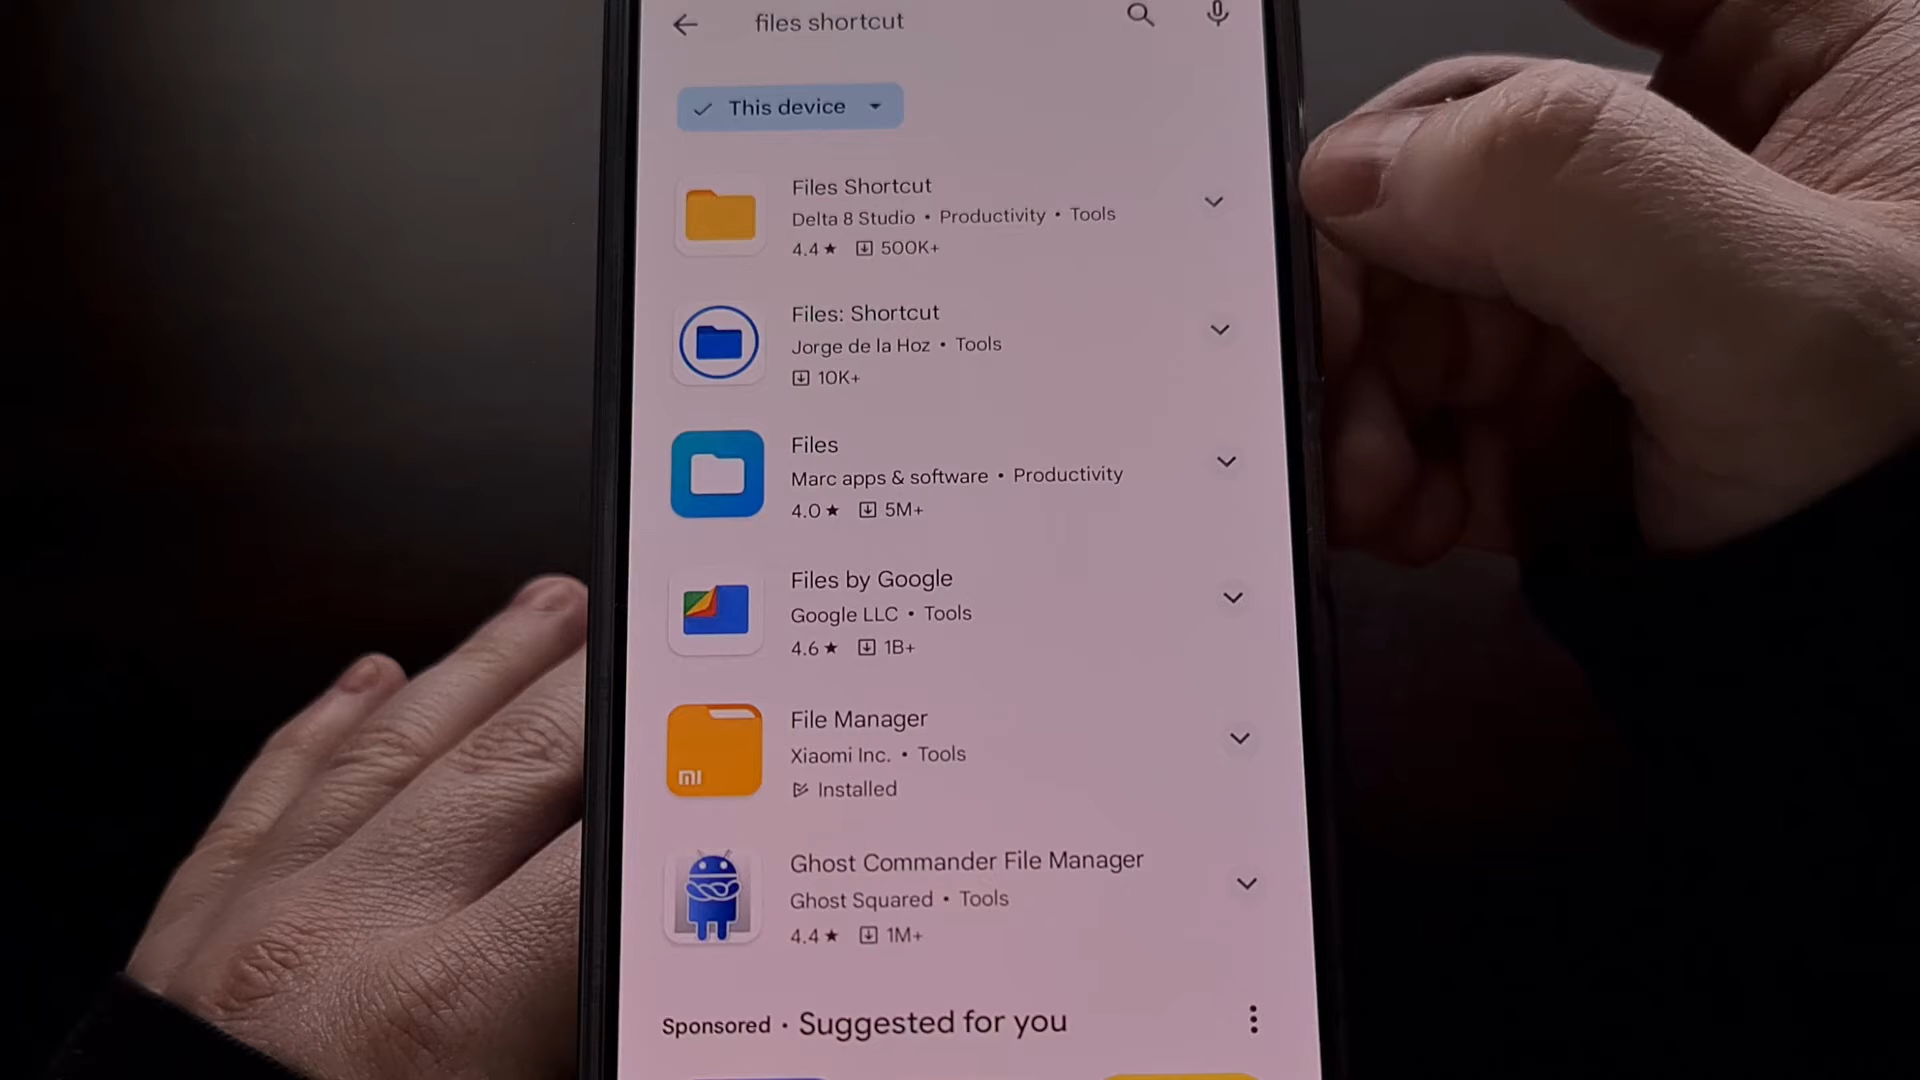 files shortcut
This device
Files Shortcut
Delta 8 Studio • Productivity • Tools
4.4 ★ 500K+
Files: Shortcut
Jorge de la Hoz • Tools
10K+
Files
Marc apps & software • Productivity
4.0 ★ 5M+
Files by Google
Google LLC • Tools
4.6 ★ 1B+
mi
File Manager
Xiaomi Inc. • Tools
Installed
Ghost Commander File Manager
Ghost Squared • Tools
4.4 ★ 1M+
Sponsored • Suggested for you